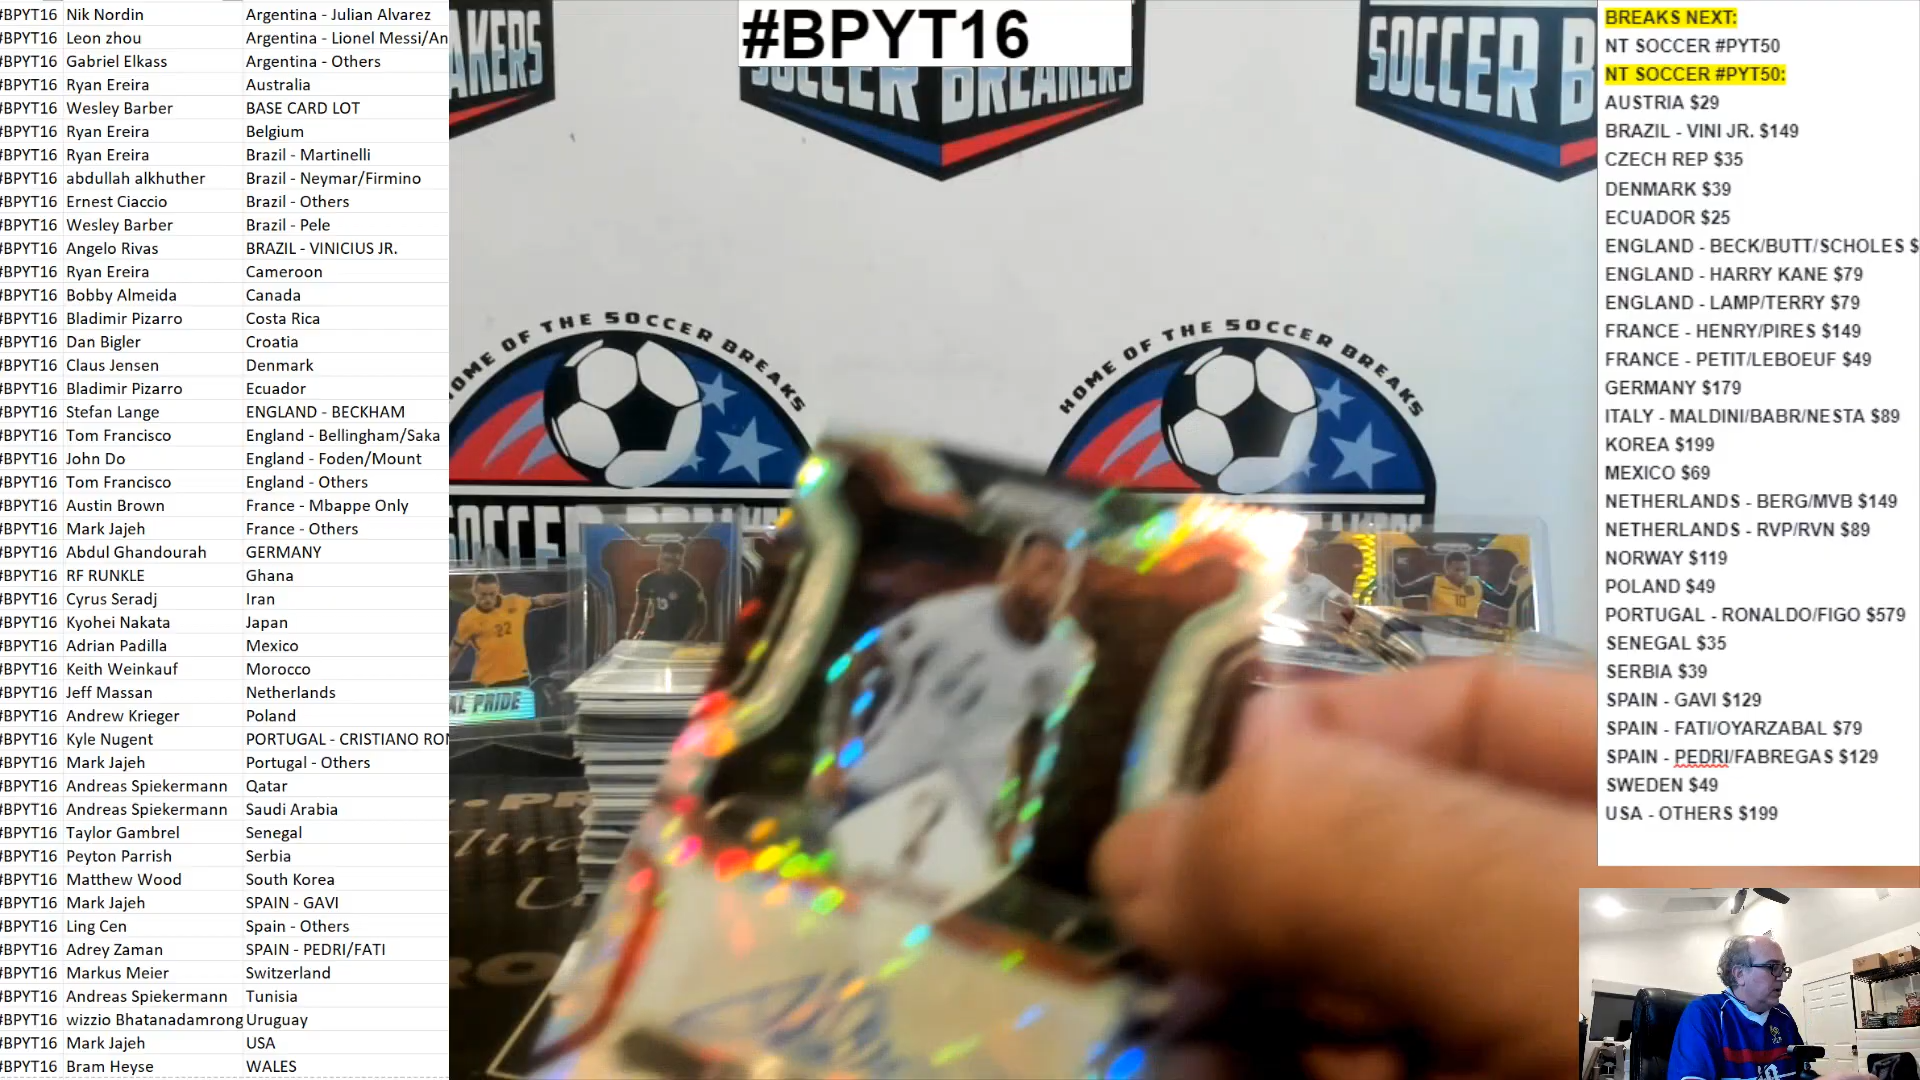 #BPYT16 Nik Nordin Argentina - Julian Alvarez
#BPYT16 Leon zhou Argentina - Lionel Messi/An
#BPYT16 Gabriel Elkass Argentina - Others
#BPYT16 Ryan Ereira Australia
#BPYT16 Wesley Barber BASE CARD LOT
#BPYT16 Ryan Ereira Belgium
#BPYT16 Ryan Ereira Brazil - Martinelli
#BPYT16 abdullah alkhuther Brazil - Neymar/Firmino
#BPYT16 Ernest Ciaccio Brazil - Others
#BPYT16 Wesley Barber Brazil - Pele
#BPYT16 Angelo Rivas BRAZIL - VINICIUS JR.
#BPYT16 Ryan Ereira Cameroon
#BPYT16 Bobby Almeida Canada
#BPYT16 Bladimir Pizarro Costa Rica
#BPYT16 Dan Bigler Croatia
#BPYT16 Claus Jensen Denmark
#BPYT16 Bladimir Pizarro Ecuador
#BPYT16 Stefan Lange ENGLAND - BECKHAM
#BPYT16 Tom Francisco England - Bellingham/Saka
#BPYT16 John Do England - Foden/Mount
#BPYT16 Tom Francisco England - Others
#BPYT16 Austin Brown France - Mbappe Only
#BPYT16 Mark Jajeh France - Others
#BPYT16 Abdul Ghandourah GERMANY
#BPYT16 RF RUNKLE Ghana
#BPYT16 Cyrus Seradj Iran
#BPYT16 Kyohei Nakata Japan
#BPYT16 Adrian Padilla Mexico
#BPYT16 Keith Weinkauf Morocco
#BPYT16 Jeff Massan Netherlands
#BPYT16 Andrew Krieger Poland
#BPYT16 Kyle Nugent PORTUGAL - CRISTIANO RO
#BPYT16 Mark Jajeh Portugal - Others
#BPYT16 Andreas Spiekermann Qatar
#BPYT16 Andreas Spiekermann Saudi Arabia
#BPYT16 Taylor Gambrel Senegal
#BPYT16 Peyton Parrish Serbia
#BPYT16 Matthew Wood South Korea
#BPYT16 Mark Jajeh SPAIN - GAVI
#BPYT16 Ling Cen Spain - Others
#BPYT16 Adrey Zaman SPAIN - PEDRI/FATI
#BPYT16 Markus Meier Switzerland
#BPYT16 Andreas Spiekermann Tunisia
#BPYT16 wizzio Bhatanadamrong Uruguay
#BPYT16 Mark Jajeh USA
#BPYT16 Bram Heyse WALES
#BPYT16
AKERS
SOCCER BREAKERS
SOCCER B
HOME OF THE SOCCER BREAKS
HOME OF THE SOCCER BREAKS
SOCCER
22
13
10
AL PRIDE
BREAKS NEXT:
NT SOCCER #PYT50
NT SOCCER #PYT50:
AUSTRIA $29
BRAZIL - VINI JR. $149
CZECH REP $35
DENMARK $39
ECUADOR $25
ENGLAND - BECK/BUTT/SCHOLES $
ENGLAND - HARRY KANE $79
ENGLAND - LAMP/TERRY $79
FRANCE - HENRY/PIRES $149
FRANCE - PETIT/LEBOEUF $49
GERMANY $179
ITALY - MALDINI/BABR/NESTA $89
KOREA $199
MEXICO $69
NETHERLANDS - BERG/MVB $149
NETHERLANDS - RVP/RVN $89
NORWAY $119
POLAND $49
PORTUGAL - RONALDO/FIGO $579
SENEGAL $35
SERBIA $39
SPAIN - GAVI $129
SPAIN - FATI/OYARZABAL $79
SPAIN - PEDRI/FABREGAS $129
SWEDEN $49
USA - OTHERS $199